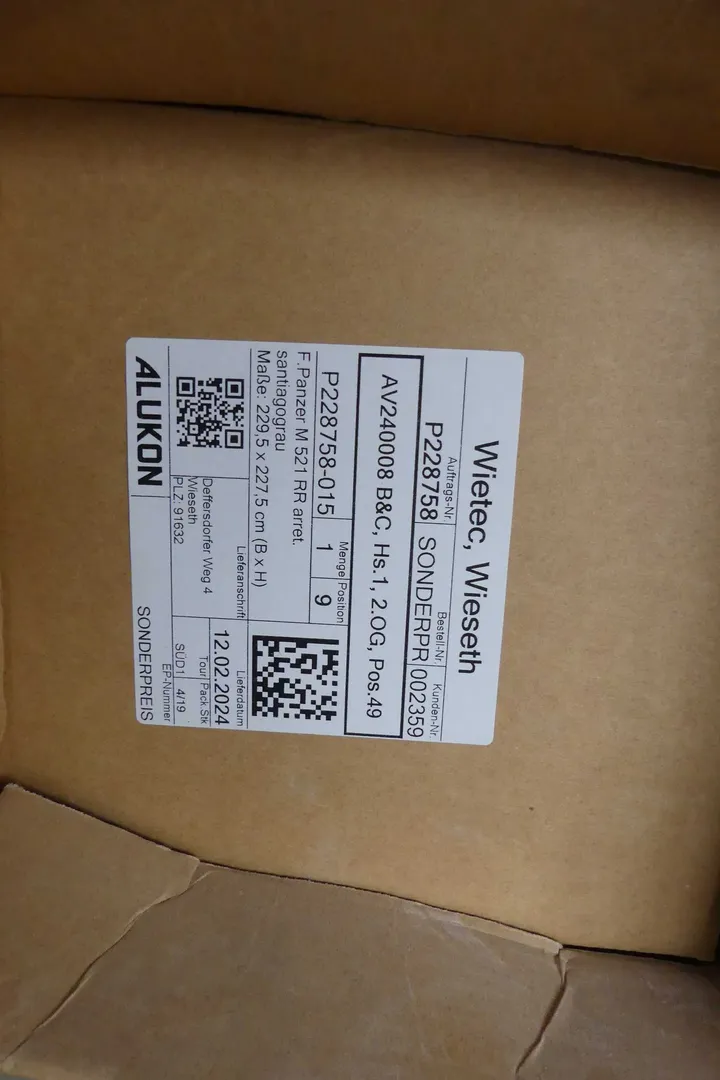 Wietec, Wieseth
Auftrags-Nr. Bestell-Nr. Kunden-Nr.
P228758 SONDERPR 002359
AV240008 B&C, Hs.1, 2.OG, Pos.49
Menge Position
P228758-015 1 9
F.Panzer M 521 RR arret.
santiagograu
Maße: 229,5 x 227,5 cm (B x H)
Lieferanschrift Lieferdatum
Deffersdorfer Weg 4 12.02.2024
Wieseth
PLZ: 91632
Tour Pack Stk
SÜD1 4/19
EP-Nummer
ALUKON SONDERPREIS